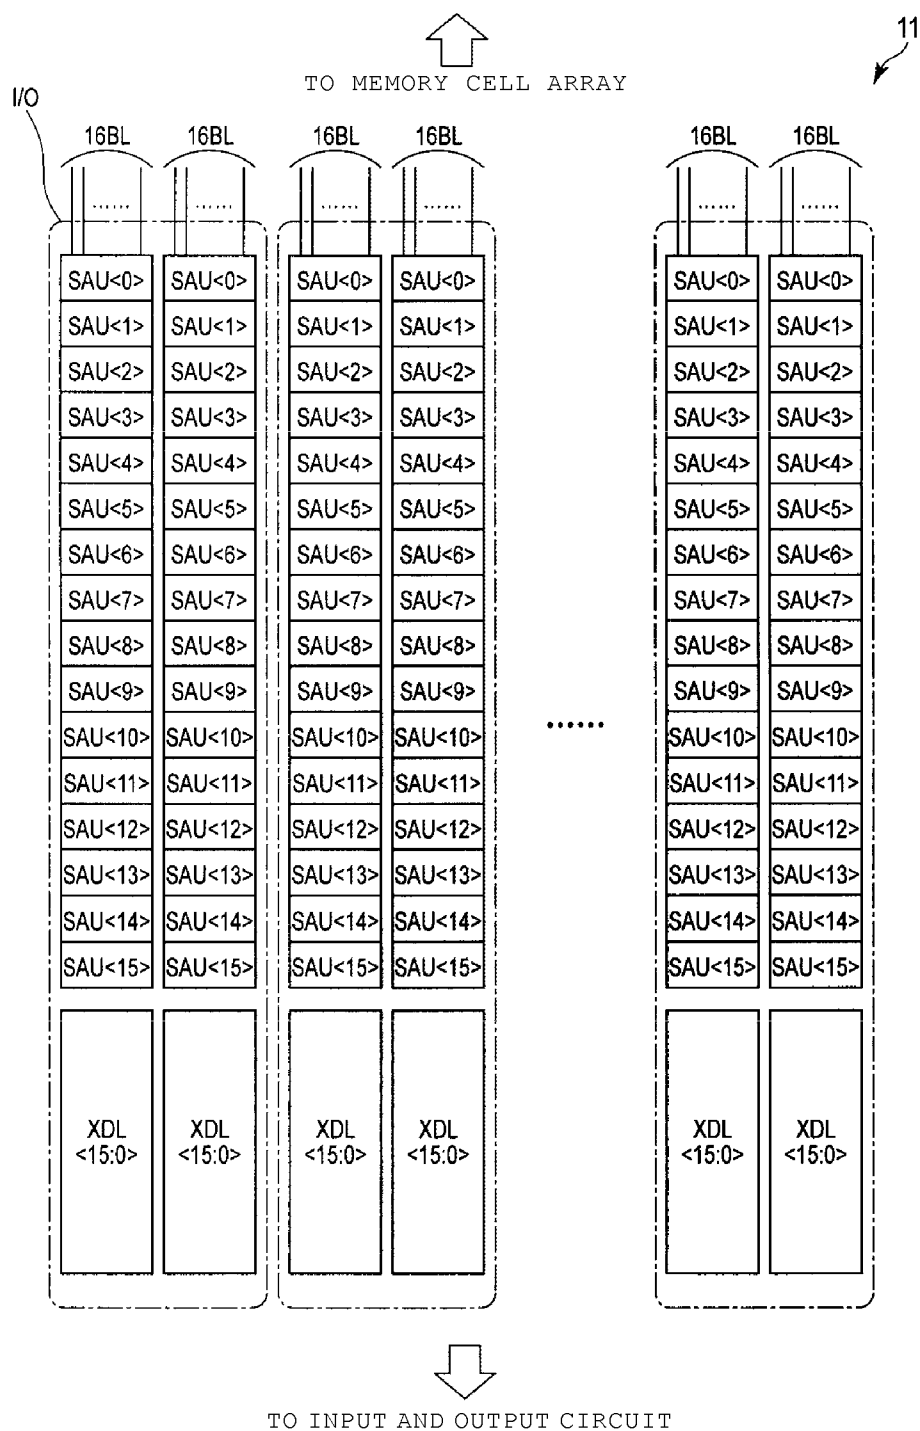 11
TO MEMORY CELL ARRAY
I/O
16BL 16BL 16BL 16BL 16BL 16BL
...... ...... ...... ...... ...... ......
SAU<0> SAU<0> SAU<0> SAU<0> SAU<0> SAU<0>
SAU<1> SAU<1> SAU<1> SAU<1> SAU<1> SAU<1>
SAU<2> SAU<2> SAU<2> SAU<2> SAU<2> SAU<2>
SAU<3> SAU<3> SAU<3> SAU<3> SAU<3> SAU<3>
SAU<4> SAU<4> SAU<4> SAU<4> SAU<4> SAU<4>
SAU<5> SAU<5> SAU<5> SAU<5> SAU<5> SAU<5>
SAU<6> SAU<6> SAU<6> SAU<6> SAU<6> SAU<6>
SAU<7> SAU<7> SAU<7> SAU<7> SAU<7> SAU<7>
SAU<8> SAU<8> SAU<8> SAU<8> SAU<8> SAU<8>
SAU<9> SAU<9> SAU<9> SAU<9> SAU<9> SAU<9>
SAU<10> SAU<10> SAU<10> SAU<10> ...... SAU<10> SAU<10>
SAU<11> SAU<11> SAU<11> SAU<11> SAU<11> SAU<11>
SAU<12> SAU<12> SAU<12> SAU<12> SAU<12> SAU<12>
SAU<13> SAU<13> SAU<13> SAU<13> SAU<13> SAU<13>
SAU<14> SAU<14> SAU<14> SAU<14> SAU<14> SAU<14>
SAU<15> SAU<15> SAU<15> SAU<15> SAU<15> SAU<15>
XDL XDL XDL XDL XDL XDL
<15:0> <15:0> <15:0> <15:0> <15:0> <15:0>
TO INPUT AND OUTPUT CIRCUIT